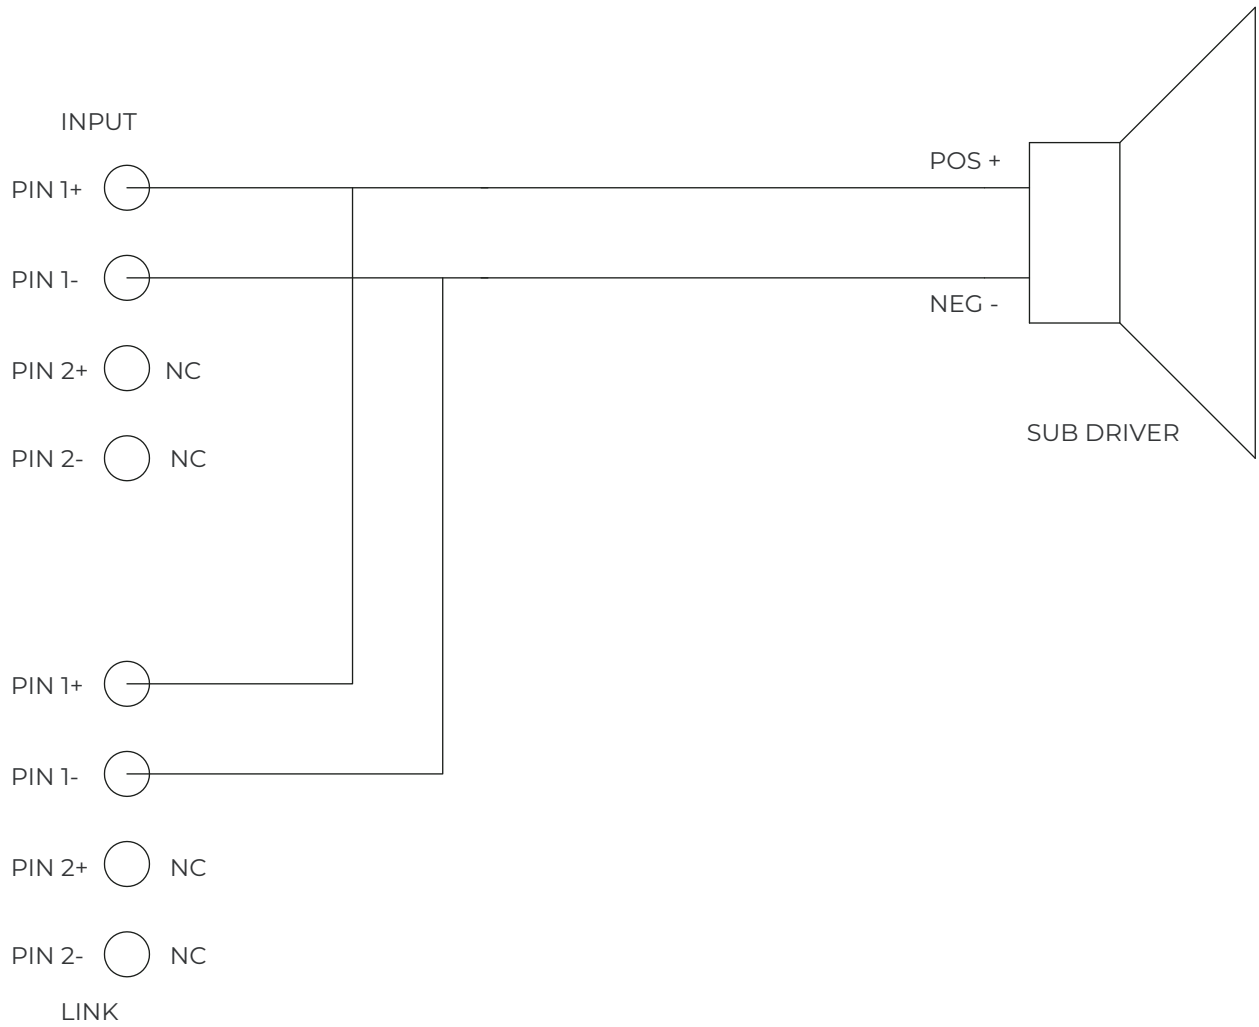 INPUT
POS +
PIN 1+
PIN 1-
NEG -
PIN 2+ NC
SUB DRIVER
PIN 2- NC
PIN 1+
PIN 1-
PIN 2+ NC
PIN 2- NC
LINK